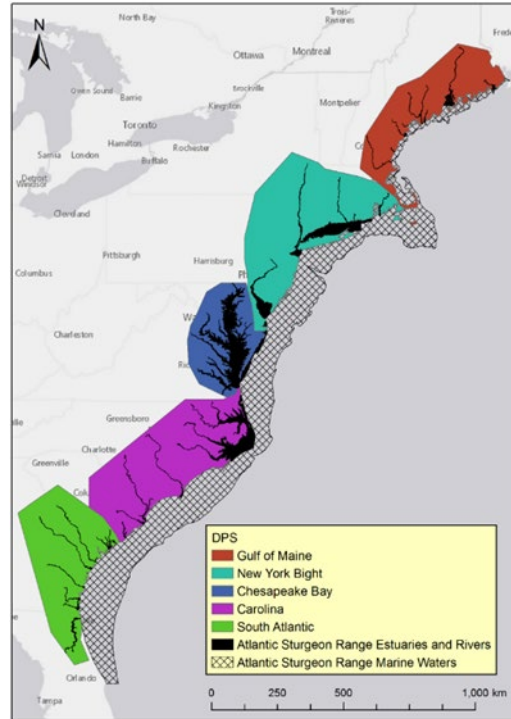 North Bay
Trois-
Rivieres
N
Ottawa
Montreal
Frede
Owen Sound
Barrie
Brockville
Kingston
Montpelier
Toronto
Rochester
Sarnia
London
Hamilton
Buffalo
Detroit
Windsor
Pittsburgh
Harrisburg
Columbus
Charleston
Greensboro
Charlotte
Greenville
Orlando
Tampa
DPS
Gulf of Maine
New York Bight
Chesapeake Bay
Carolina
South Atlantic
Atlantic Sturgeon Range Estuaries and Rivers
Atlantic Sturgeon Range Marine Waters
0 250 500 1,000 km